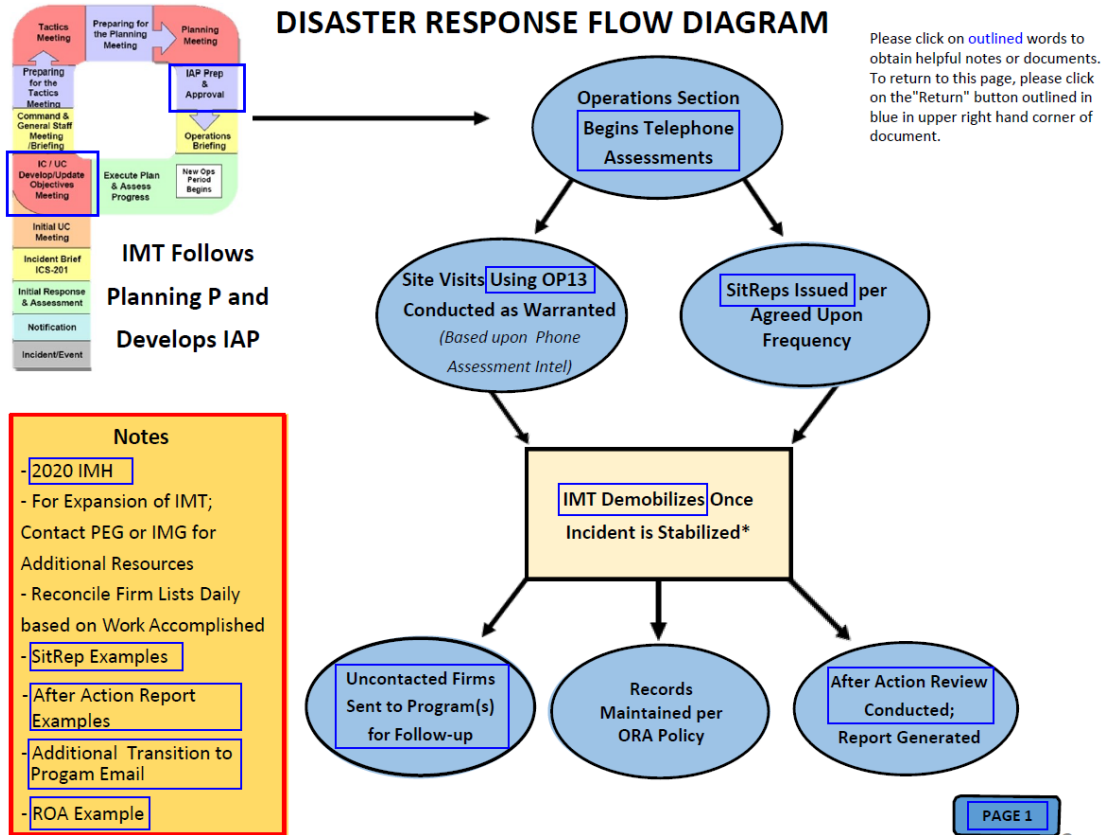 DISASTER RESPONSE FLOW DIAGRAM
Please click on outlined words to
obtain helpful notes or documents.
To return to this page, please click
on the"Return" button outlined in
blue in upper right hand corner of
document.
Tactics
Meeting
Preparing for
the Planning
Meeting
Planning
Meeting
Preparing
for the
Tactics
Meeting
IAP Prep
&
Approval
Command &
General Staff
Meeting
/Briefing
Operations
Briefing
IC / UC
Develop/Update
Objectives
Meeting
Execute Plan
& Assess
Progress
New Ops
Period
Begins
Initial UC
Meeting
Incident Brief
ICS-201
Initial Response
& Assessment
Notification
Incident/Event
IMT Follows
Planning P and
Develops IAP
Operations Section
Begins Telephone
Assessments
Site Visits Using OP13
Conducted as Warranted
(Based upon Phone
Assessment Intel)
SitReps Issued per
Agreed Upon
Frequency
IMT Demobilizes Once
Incident is Stabilized*
Uncontacted Firms
Sent to Program(s)
for Follow-up
Records
Maintained per
ORA Policy
After Action Review
Conducted;
Report Generated
Notes
- 2020 IMH
- For Expansion of IMT;
Contact PEG or IMG for
Additional Resources
- Reconcile Firm Lists Daily
based on Work Accomplished
- SitRep Examples
- After Action Report
Examples
- Additional Transition to
Progam Email
- ROA Example
PAGE 1